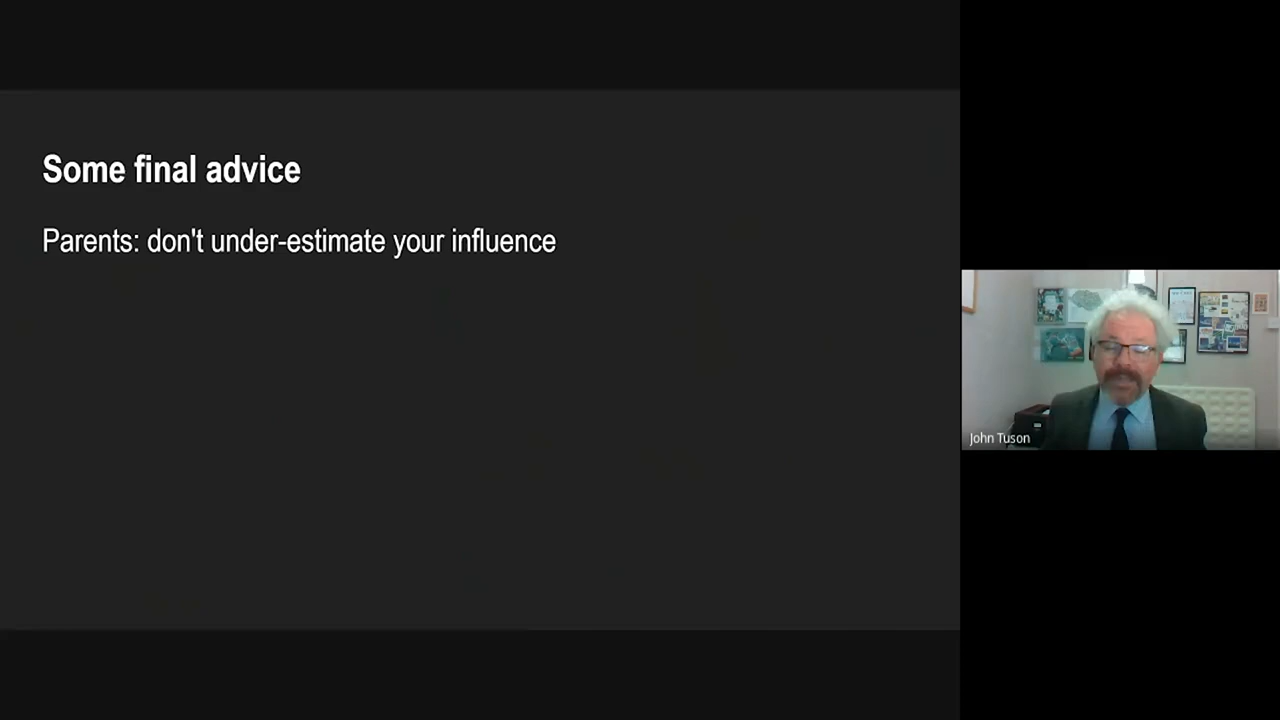 Some final advice
Parents: don't under-estimate your influence
John Tuson